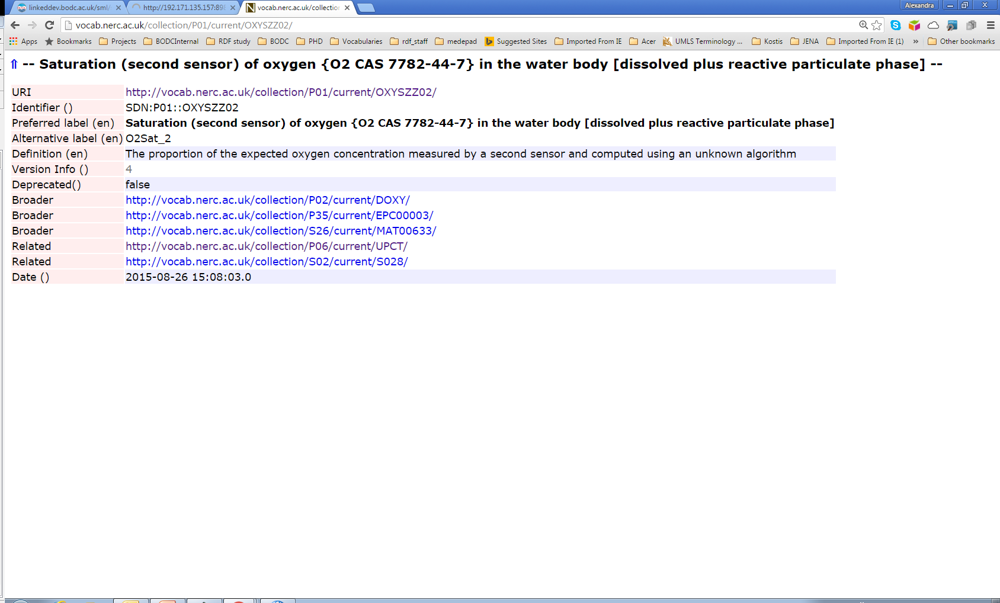 linkeddev.bodc.ac.uk/sml/
http://192.171.135.157:898
vocab.nerc.ac.uk/collection
Alexandra
vocab.nerc.ac.uk/collection/P01/current/OXYSZZ02/
Apps Bookmarks Projects BODCInternal RDF study BODC PHD Vocabularies rdf_staff medepad Suggested Sites Imported From IE Acer UMLS Terminology ... Kostis JENA Imported From IE (1) » Other bookmarks
⇑ -- Saturation (second sensor) of oxygen {O2 CAS 7782-44-7} in the water body [dissolved plus reactive particulate phase] --
URI http://vocab.nerc.ac.uk/collection/P01/current/OXYSZZ02/
Identifier () SDN:P01::OXYSZZ02
Preferred label (en) Saturation (second sensor) of oxygen {O2 CAS 7782-44-7} in the water body [dissolved plus reactive particulate phase]
Alternative label (en) O2Sat_2
Definition (en) The proportion of the expected oxygen concentration measured by a second sensor and computed using an unknown algorithm
Version Info () 4
Deprecated() false
Broader http://vocab.nerc.ac.uk/collection/P02/current/DOXY/
Broader http://vocab.nerc.ac.uk/collection/P35/current/EPC00003/
Broader http://vocab.nerc.ac.uk/collection/S26/current/MAT00633/
Related http://vocab.nerc.ac.uk/collection/P06/current/UPCT/
Related http://vocab.nerc.ac.uk/collection/S02/current/S028/
Date () 2015-08-26 15:08:03.0